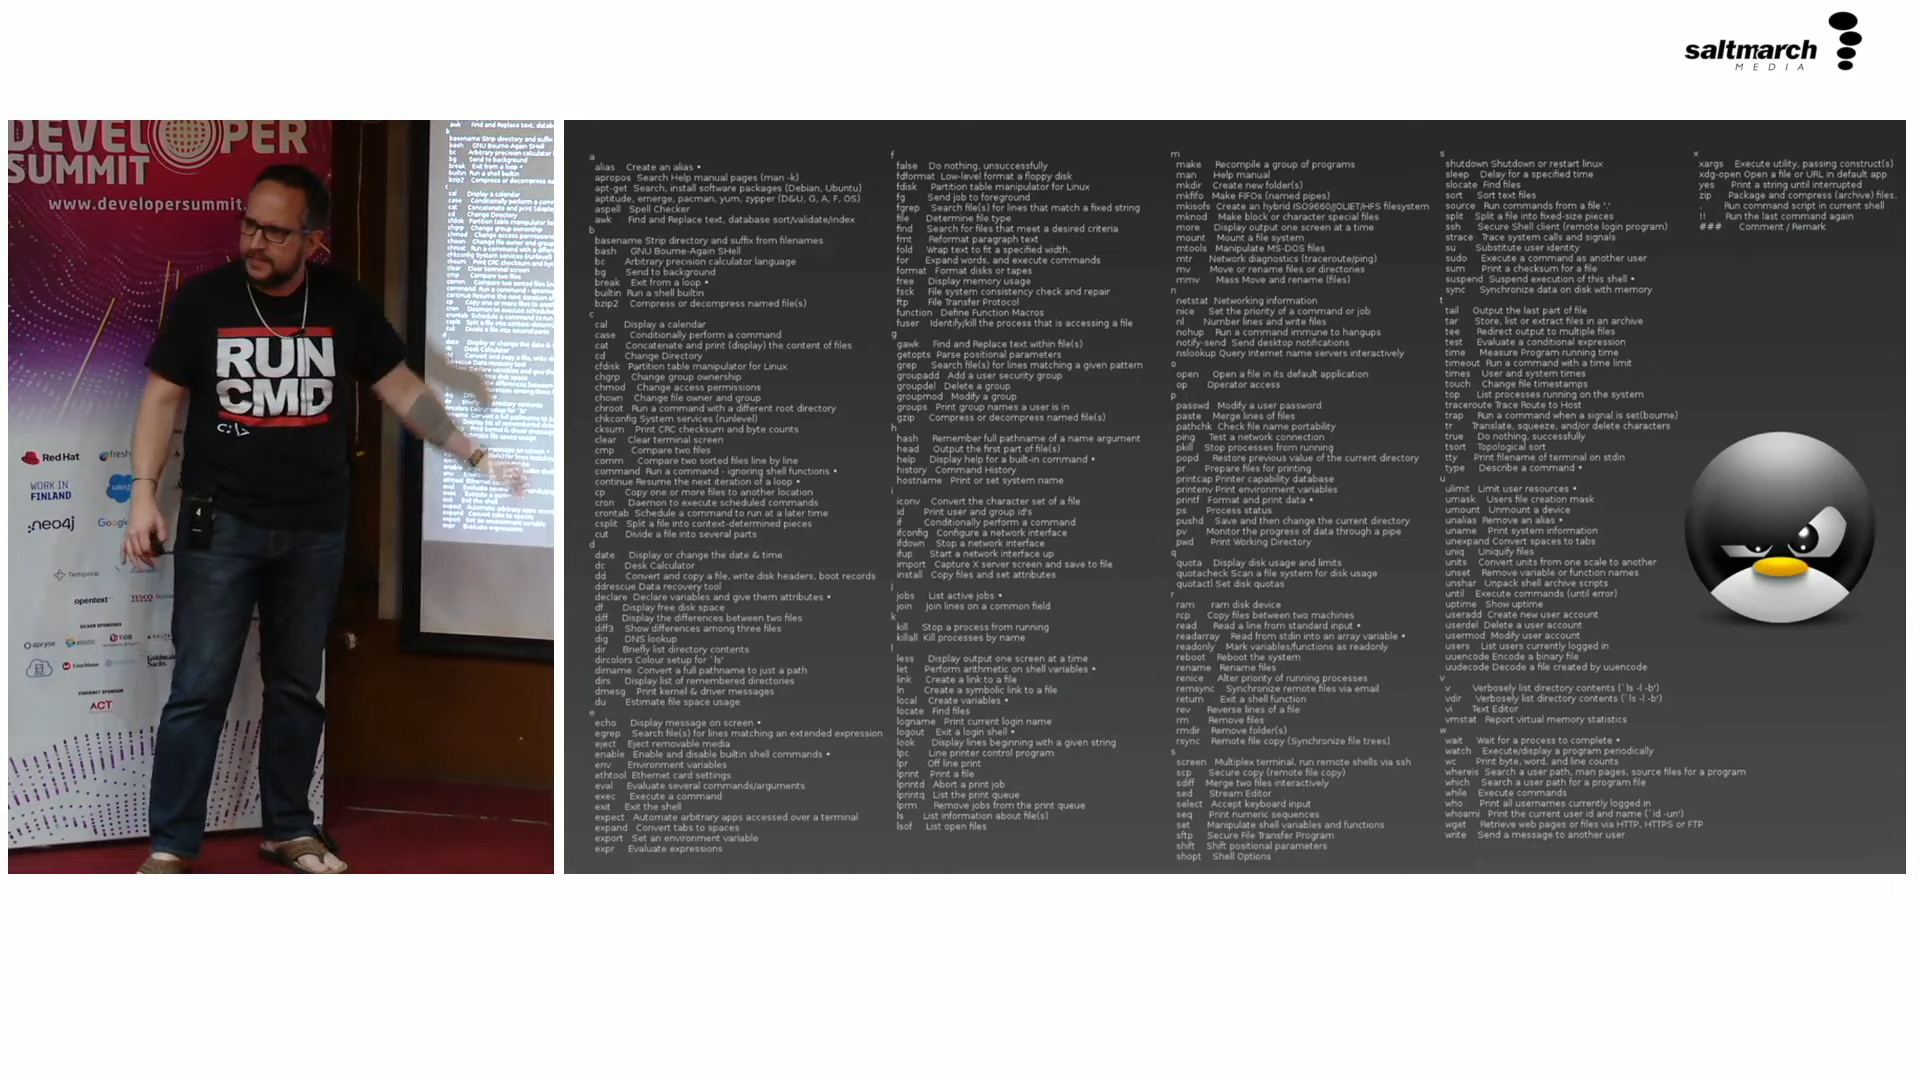 saltmarch
MEDIA
DEVELOPER
SUMMIT
www.developersummit.
RUN
CMD
Red Hat
WORK IN
FINLAND
neo4j
Google
Temporal
opentext
apryse
elastic
TiDB
Couchbase
Goldman
Sachs
ACT
4
a
alias Create an alias •
apropos Search Help manual pages (man -k)
apt-get Search, install software packages (Debian, Ubuntu)
aptitude, emerge, pacman, yum, zypper (D&U, G, A, F, OS)
aspell Spell Checker
awk Find and Replace text, database sort/validate/index
b
basename Strip directory and suffix from filenames
bash GNU Bourne-Again SHell
bc Arbitrary precision calculator language
bg Send to background
break Exit from a loop •
builtin Run a shell builtin
bzip2 Compress or decompress named file(s)
c
cal Display a calendar
case Conditionally perform a command
cat Concatenate and print (display) the content of files
cd Change Directory
cfdisk Partition table manipulator for Linux
chgrp Change group ownership
chmod Change access permissions
chown Change file owner and group
chroot Run a command with a different root directory
chkconfig System services (runlevel)
cksum Print CRC checksum and byte counts
clear Clear terminal screen
cmp Compare two files
comm Compare two sorted files line by line
command Run a command - ignoring shell functions •
continue Resume the next iteration of a loop •
cp Copy one or more files to another location
cron Daemon to execute scheduled commands
crontab Schedule a command to run at a later time
csplit Split a file into context-determined pieces
cut Divide a file into several parts
d
date Display or change the date & time
dc Desk Calculator
dd Convert and copy a file, write disk headers, boot records
ddrescue Data recovery tool
declare Declare variables and give them attributes •
df Display free disk space
diff Display the differences between two files
diff3 Show differences among three files
dig DNS lookup
dir Briefly list directory contents
dircolors Colour setup for `ls'
dirname Convert a full pathname to just a path
dirs Display list of remembered directories
dmesg Print kernel & driver messages
du Estimate file space usage
e
echo Display message on screen •
egrep Search file(s) for lines matching an extended expression
eject Eject removable media
enable Enable and disable builtin shell commands •
env Environment variables
ethtool Ethernet card settings
eval Evaluate several commands/arguments
exec Execute a command
exit Exit the shell
expect Automate arbitrary apps accessed over a terminal
expand Convert tabs to spaces
export Set an environment variable
expr Evaluate expressions
f
false Do nothing, unsuccessfully
fdformat Low-level format a floppy disk
fdisk Partition table manipulator for Linux
fg Send job to foreground
fgrep Search file(s) for lines that match a fixed string
file Determine file type
find Search for files that meet a desired criteria
fmt Reformat paragraph text
fold Wrap text to fit a specified width.
for Expand words, and execute commands
format Format disks or tapes
free Display memory usage
fsck File system consistency check and repair
ftp File Transfer Protocol
function Define Function Macros
fuser Identify/kill the process that is accessing a file
g
gawk Find and Replace text within file(s)
getopts Parse positional parameters
grep Search file(s) for lines matching a given pattern
groupadd Add a user security group
groupdel Delete a group
groupmod Modify a group
groups Print group names a user is in
gzip Compress or decompress named file(s)
h
hash Remember full pathname of a name argument
head Output the first part of file(s)
help Display help for a built-in command •
history Command History
hostname Print or set system name
i
iconv Convert the character set of a file
id Print user and group id's
if Conditionally perform a command
ifconfig Configure a network interface
ifdown Stop a network interface
ifup Start a network interface up
import Capture X server screen and save to file
install Copy files and set attributes
j
jobs List active jobs •
join Join lines on a common field
k
kill Stop a process from running
killall Kill processes by name
l
less Display output one screen at a time
let Perform arithmetic on shell variables •
link Create a link to a file
ln Create a symbolic link to a file
local Create variables •
locate Find files
logname Print current login name
logout Exit a login shell •
look Display lines beginning with a given string
lpc Line printer control program
lpr Off line print
lprint Print a file
lprintd Abort a print job
lprintq List the print queue
lprm Remove jobs from the print queue
ls List information about file(s)
lsof List open files
m
make Recompile a group of programs
man Help manual
mkdir Create new folder(s)
mkfifo Make FIFOs (named pipes)
mkisofs Create an hybrid ISO9660/JOLIET/HFS filesystem
mknod Make block or character special files
more Display output one screen at a time
mount Mount a file system
mtools Manipulate MS-DOS files
mtr Network diagnostics (traceroute/ping)
mv Move or rename files or directories
mmv Mass Move and rename (files)
n
netstat Networking information
nice Set the priority of a command or job
nl Number lines and write files
nohup Run a command immune to hangups
notify-send Send desktop notifications
nslookup Query Internet name servers interactively
o
open Open a file in its default application
op Operator access
p
passwd Modify a user password
paste Merge lines of files
pathchk Check file name portability
ping Test a network connection
pkill Stop processes from running
popd Restore previous value of the current directory
pr Prepare files for printing
printcap Printer capability database
printenv Print environment variables
printf Format and print data •
ps Process status
pushd Save and then change the current directory
pv Monitor the progress of data through a pipe
pwd Print Working Directory
q
quota Display disk usage and limits
quotacheck Scan a file system for disk usage
quotactl Set disk quotas
r
ram ram disk device
rcp Copy files between two machines
read Read a line from standard input •
readarray Read from stdin into an array variable •
readonly Mark variables/functions as readonly
reboot Reboot the system
rename Rename files
renice Alter priority of running processes
remsync Synchronize remote files via email
return Exit a shell function
rev Reverse lines of a file
rm Remove files
rmdir Remove folder(s)
rsync Remote file copy (Synchronize file trees)
s
screen Multiplex terminal, run remote shells via ssh
scp Secure copy (remote file copy)
sdiff Merge two files interactively
sed Stream Editor
select Accept keyboard input
seq Print numeric sequences
set Manipulate shell variables and functions
sftp Secure File Transfer Program
shift Shift positional parameters
shopt Shell Options
s
shutdown Shutdown or restart linux
sleep Delay for a specified time
slocate Find files
sort Sort text files
source Run commands from a file '.'
split Split a file into fixed-size pieces
ssh Secure Shell client (remote login program)
strace Trace system calls and signals
su Substitute user identity
sudo Execute a command as another user
sum Print a checksum for a file
suspend Suspend execution of this shell •
sync Synchronize data on disk with memory
t
tail Output the last part of file
tar Store, list or extract files in an archive
tee Redirect output to multiple files
test Evaluate a conditional expression
time Measure Program running time
timeout Run a command with a time limit
times User and system times
touch Change file timestamps
top List processes running on the system
traceroute Trace Route to Host
trap Run a command when a signal is set(bourne)
tr Translate, squeeze, and/or delete characters
true Do nothing, successfully
tsort Topological sort
tty Print filename of terminal on stdin
type Describe a command •
u
ulimit Limit user resources •
umask Users file creation mask
umount Unmount a device
unalias Remove an alias •
uname Print system information
unexpand Convert spaces to tabs
uniq Uniquify files
units Convert units from one scale to another
unset Remove variable or function names
unshar Unpack shell archive scripts
until Execute commands (until error)
uptime Show uptime
useradd Create new user account
userdel Delete a user account
usermod Modify user account
users List users currently logged in
uuencode Encode a binary file
uudecode Decode a file created by uuencode
v
v Verbosely list directory contents (`ls -l -b')
vdir Verbosely list directory contents (`ls -l -b')
vi Text Editor
vmstat Report virtual memory statistics
w
wait Wait for a process to complete •
watch Execute/display a program periodically
wc Print byte, word, and line counts
whereis Search a user path, man pages, source files for a program
which Search a user path for a program file
while Execute commands
who Print all usernames currently logged in
whoami Print the current user id and name (`id -un')
wget Retrieve web pages or files via HTTP, HTTPS or FTP
write Send a message to another user
x
xargs Execute utility, passing construct(s)
xdg-open Open a file or URL in default app
yes Print a string until interrupted
zip Package and compress (archive) files.
. Run command script in current shell
!! Run the last command again
### Comment / Remark